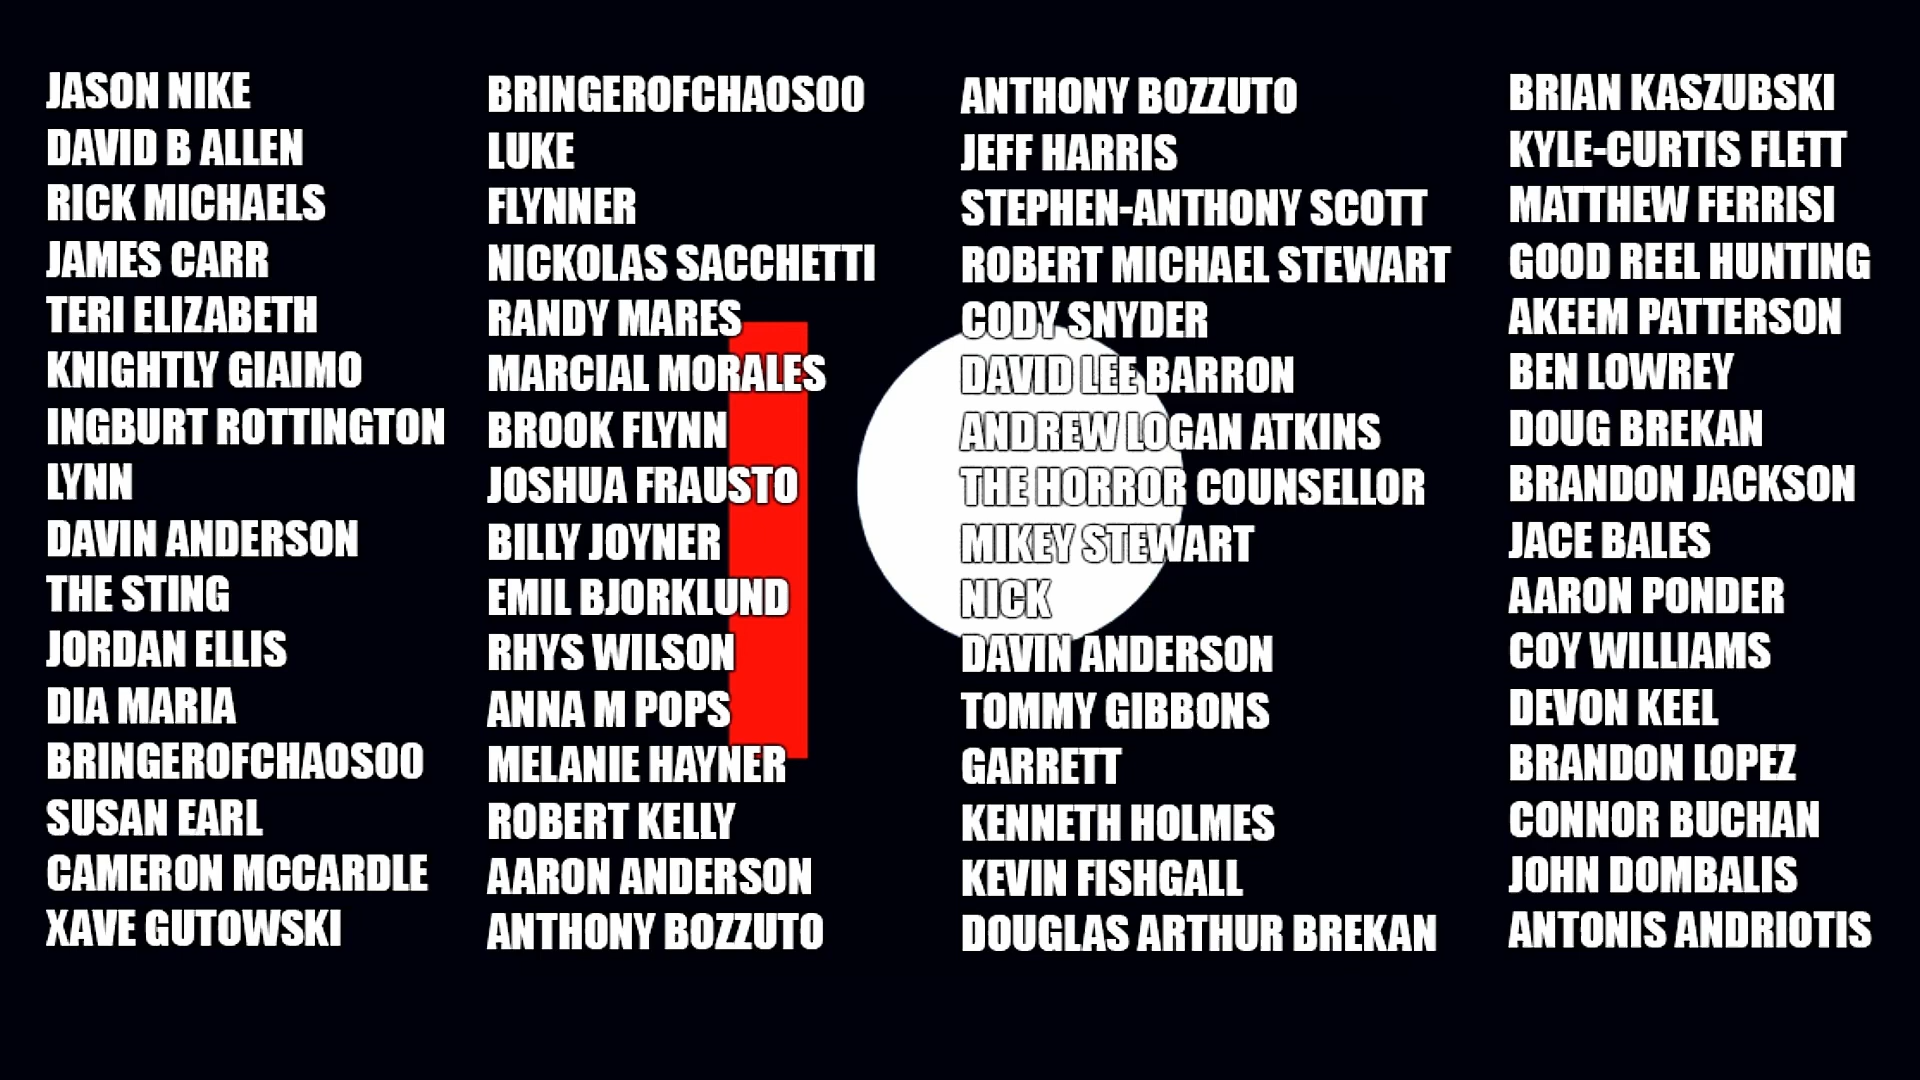 JASON NIKE
DAVID B ALLEN
RICK MICHAELS
JAMES CARR
TERI ELIZABETH
KNIGHTLY GIAIMO
INGBURT ROTTINGTON
LYNN
DAVIN ANDERSON
THE STING
JORDAN ELLIS
DIA MARIA
BRINGEROFCHAOS00
SUSAN EARL
CAMERON MCCARDLE
XAVE GUTOWSKI
BRINGEROFCHAOS00
LUKE
FLYNNER
NICKOLAS SACCHETTI
RANDY MARES
MARCIAL MORALES
BROOK FLYNN
JOSHUA FRAUSTO
BILLY JOYNER
EMIL BJORKLUND
RHYS WILSON
ANNA M POPS
MELANIE HAYNER
ROBERT KELLY
AARON ANDERSON
ANTHONY BOZZUTO
ANTHONY BOZZUTO
JEFF HARRIS
STEPHEN-ANTHONY SCOTT
ROBERT MICHAEL STEWART
CODY SNYDER
DAVID LEE BARRON
ANDREW LOGAN ATKINS
THE HORROR COUNSELLOR
MIKEY STEWART
NICK
DAVIN ANDERSON
TOMMY GIBBONS
GARRETT
KENNETH HOLMES
KEVIN FISHGALL
DOUGLAS ARTHUR BREKAN
BRIAN KASZUBSKI
KYLE-CURTIS FLETT
MATTHEW FERRISI
GOOD REEL HUNTING
AKEEM PATTERSON
BEN LOWREY
DOUG BREKAN
BRANDON JACKSON
JACE BALES
AARON PONDER
COY WILLIAMS
DEVON KEEL
BRANDON LOPEZ
CONNOR BUCHAN
JOHN DOMBALIS
ANTONIS ANDRIOTIS